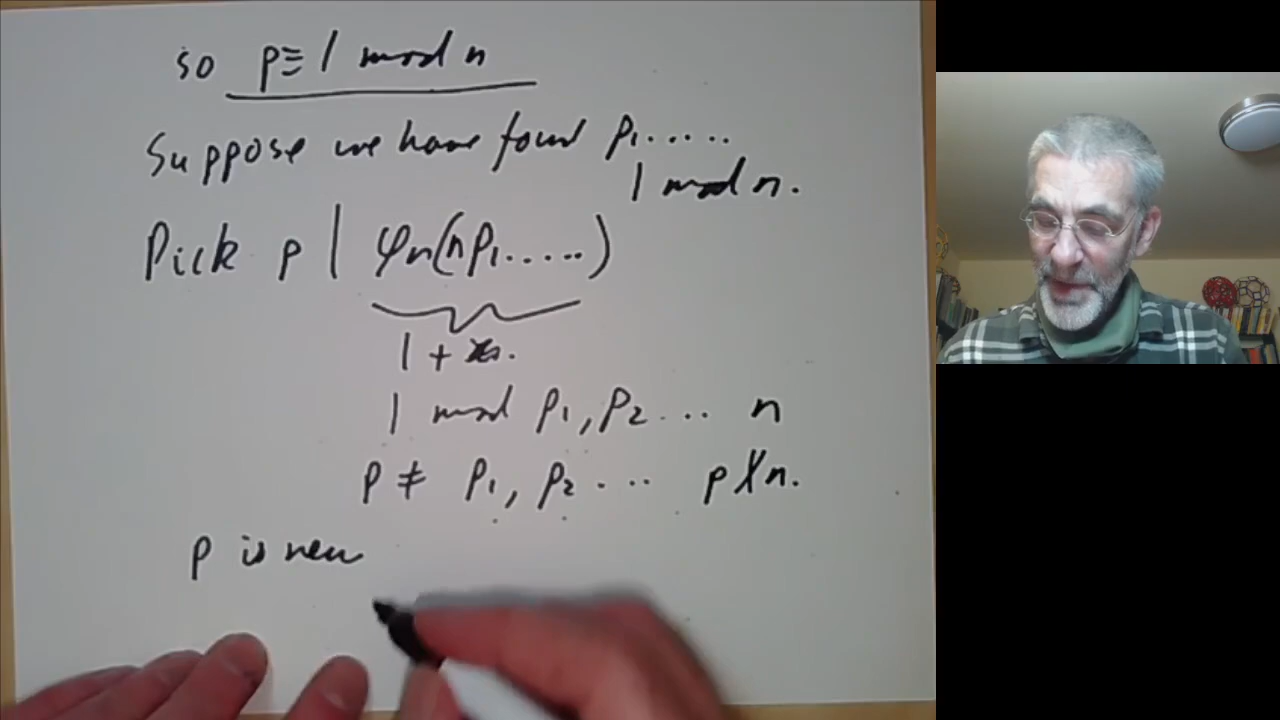 so p ≡ 1 mod n
Suppose we have found p₁.....
1 mod n.
Pick p | φn(np₁.....)
1 +
1 mod p₁, p₂ ... n
p ≠ p₁, p₂ ... p ∤ n.
p is new